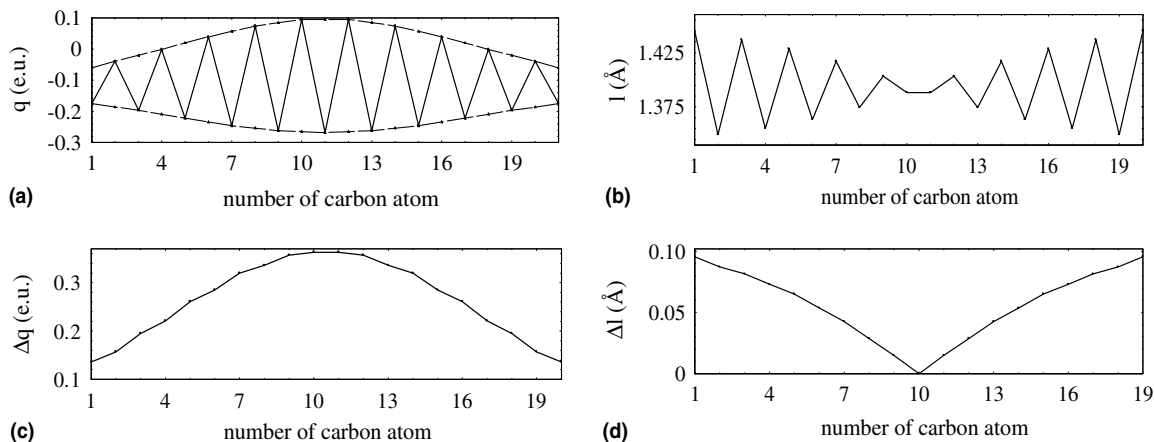 0.1
0
-0.1
-0.2
-0.3
q (e.u.)
1 4 7 10 13 16 19
number of carbon atom
(a)
1.425
1.375
l (Å)
1 4 7 10 13 16 19
number of carbon atom
(b)
0.3
0.2
0.1
Δq (e.u.)
1 4 7 10 13 16 19
number of carbon atom
(c)
0.10
0.05
0
Δl (Å)
1 4 7 10 13 16 19
number of carbon atom
(d)